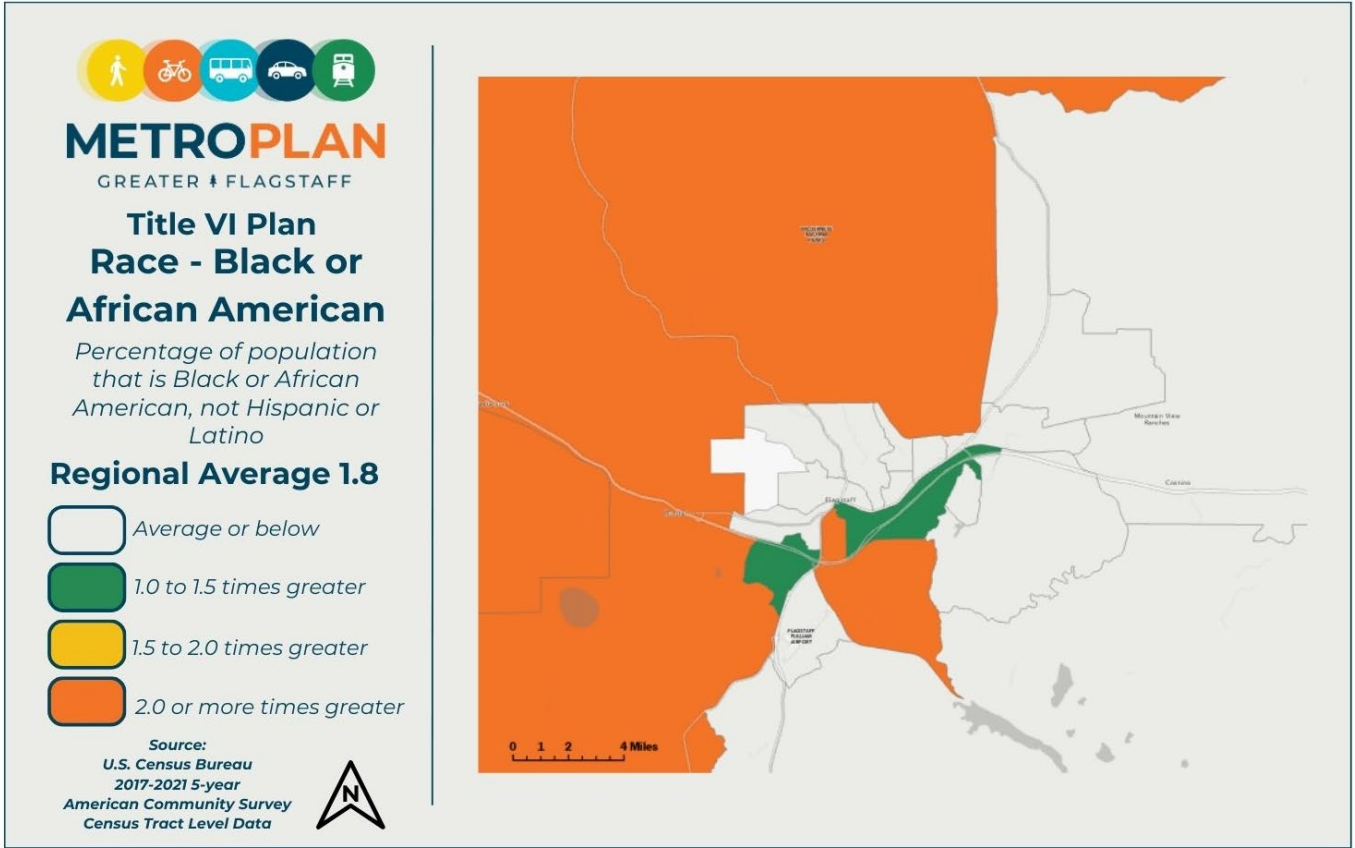 METROPLAN
GREATER FLAGSTAFF
Title VI Plan
Race - Black or
African American
Percentage of population
that is Black or African
American, not Hispanic or
Latino
Regional Average 1.8
Average or below
1.0 to 1.5 times greater
1.5 to 2.0 times greater
2.0 or more times greater
Source:
U.S. Census Bureau
2017-2021 5-year
American Community Survey
Census Tract Level Data
N
Mountain View
Ranches
Flagstaff
FLAGSTAFF
PULLIAM
AIRPORT
0 1 2 4 Miles